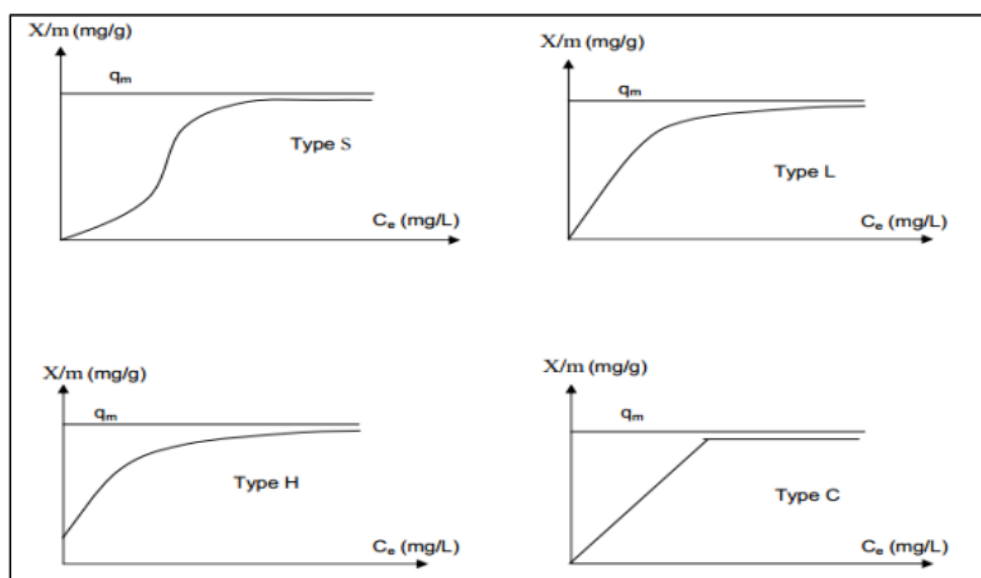 X/m (mg/g)
qm
Type S
Ce (mg/L)
X/m (mg/g)
qm
Type L
Ce (mg/L)
X/m (mg/g)
qm
Type H
Ce (mg/L)
X/m (mg/g)
qm
Type C
Ce (mg/L)